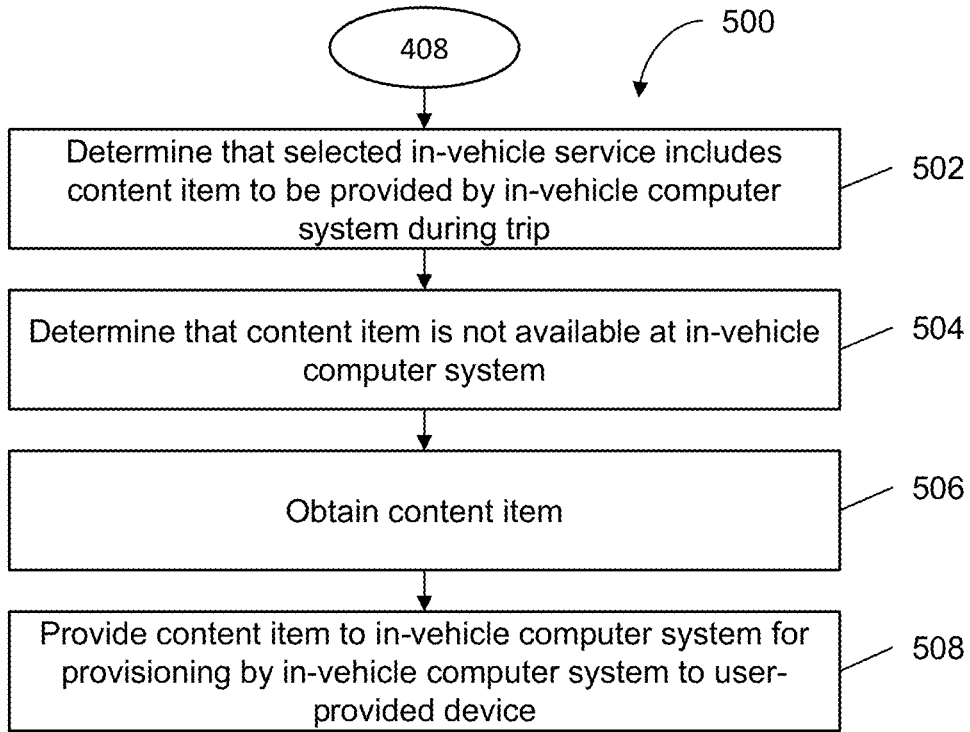 500
408
Determine that selected in-vehicle service includes
content item to be provided by in-vehicle computer
system during trip
502
Determine that content item is not available at in-vehicle
computer system
504
Obtain content item
506
Provide content item to in-vehicle computer system for
provisioning by in-vehicle computer system to user-
provided device
508